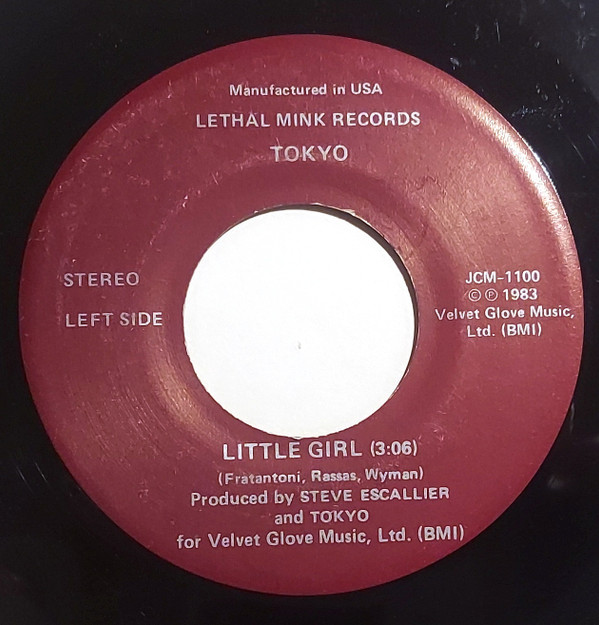 Manufactured in USA
LETHAL MINK RECORDS
TOKYO
STEREO
LEFT SIDE
JCM-1100
© ℗ 1983
Velvet Glove Music,
Ltd. (BMI)
LITTLE GIRL (3:06)
(Fratantoni, Rassas, Wyman)
Produced by STEVE ESCALLIER
and TOKYO
for Velvet Glove Music, Ltd. (BMI)